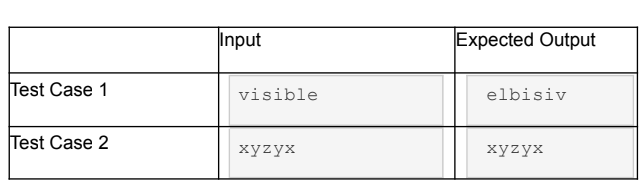 Input Expected Output
Test Case 1 visible elbisiv
Test Case 2 xyzyx xyzyx